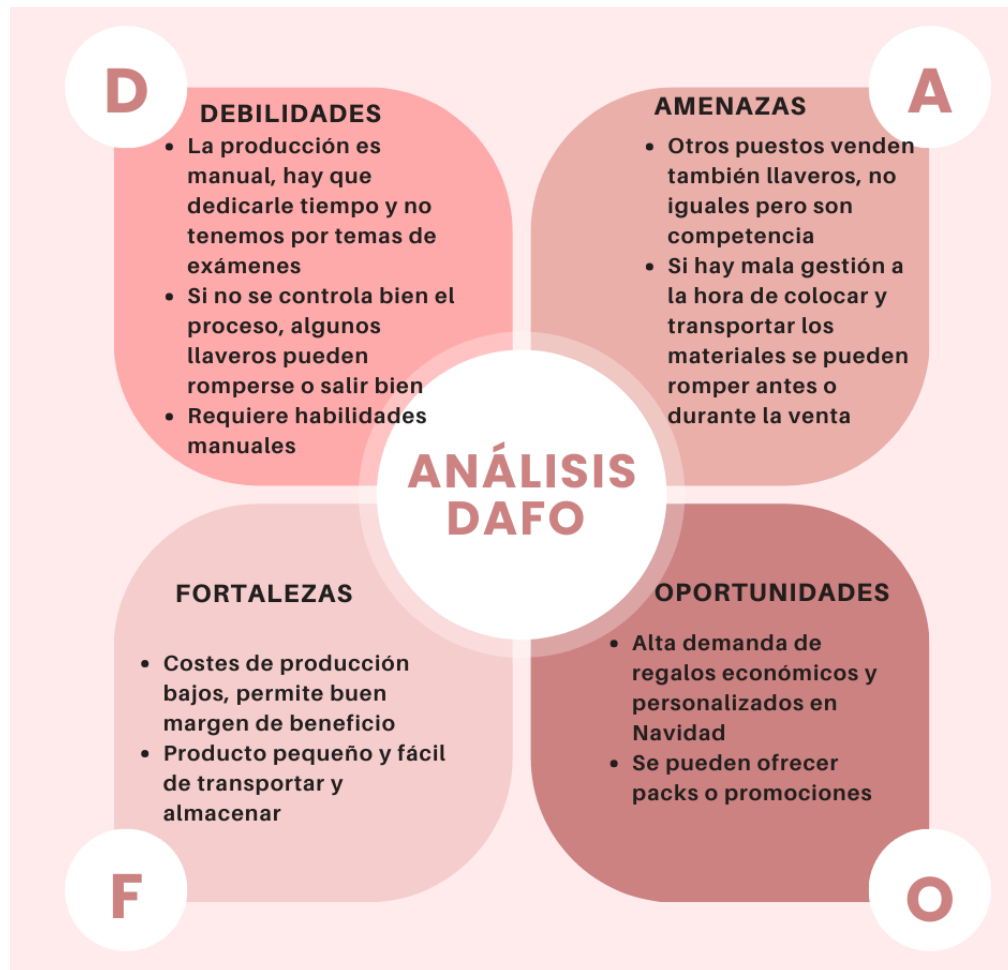 D
DEBILIDADES
• La producción es
manual, hay que
dedicarle tiempo y no
tenemos por temas de
exámenes
• Si no se controla bien el
proceso, algunos
llaveros pueden
romperse o salir bien
• Requiere habilidades
manuales
A
AMENAZAS
• Otros puestos venden
también llaveros, no
iguales pero son
competencia
• Si hay mala gestión a
la hora de colocar y
transportar los
materiales se pueden
romper antes o
durante la venta
ANÁLISIS
DAFO
FORTALEZAS
• Costes de producción
bajos, permite buen
margen de beneficio
• Producto pequeño y fácil
de transportar y
almacenar
F
OPORTUNIDADES
• Alta demanda de
regalos económicos y
personalizados en
Navidad
• Se pueden ofrecer
packs o promociones
O